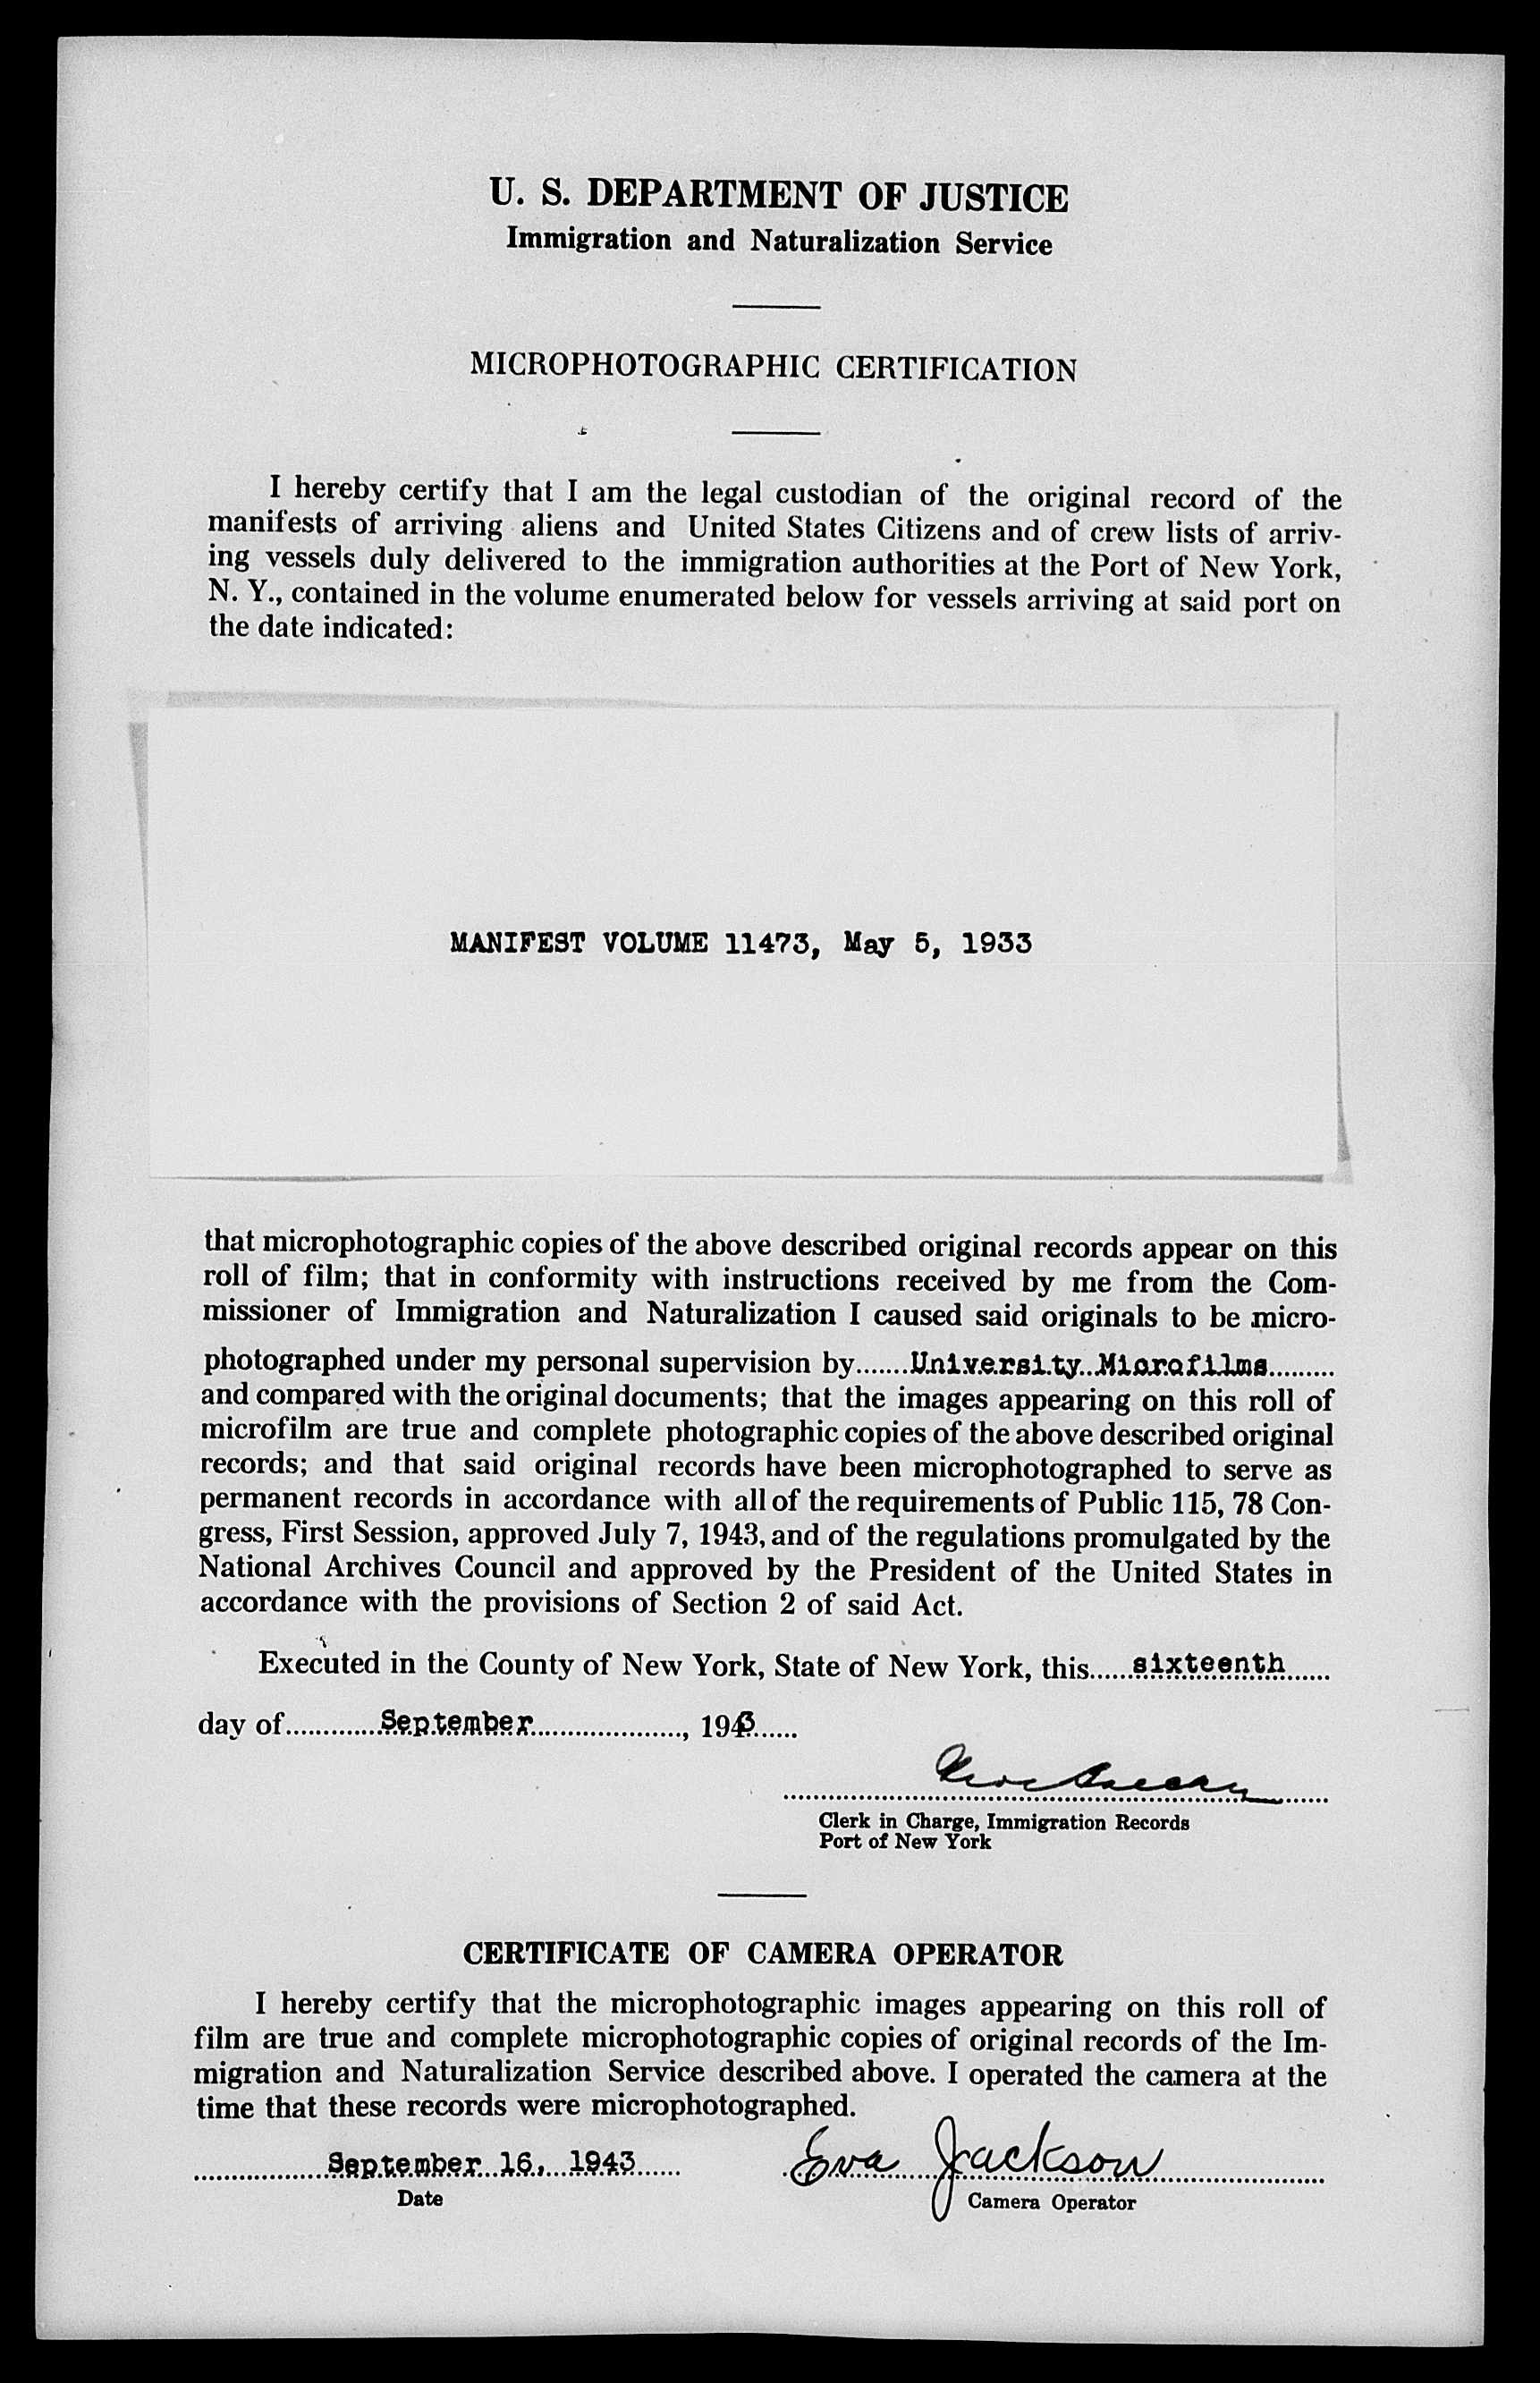 U. S. DEPARTMENT OF JUSTICE
Immigration and Naturalization Service
MICROPHOTOGRAPHIC CERTIFICATION
I hereby certify that I am the legal custodian of the original record of the
manifests of arriving aliens and United States Citizens and of crew lists of arriv-
ing vessels duly delivered to the immigration authorities at the Port of New York,
N. Y., contained in the volume enumerated below for vessels arriving at said port on
the date indicated:
MANIFEST VOLUME 11473, May 5, 1933
that microphotographic copies of the above described original records appear on this
roll of film; that in conformity with instructions received by me from the Com-
missioner of Immigration and Naturalization I caused said originals to be micro-
photographed under my personal supervision by.......University Microfilms.........
and compared with the original documents; that the images appearing on this roll of
microfilm are true and complete photographic copies of the above described original
records; and that said original records have been microphotographed to serve as
permanent records in accordance with all of the requirements of Public 115, 78 Con-
gress, First Session, approved July 7, 1943, and of the regulations promulgated by the
National Archives Council and approved by the President of the United States in
accordance with the provisions of Section 2 of said Act.
Executed in the County of New York, State of New York, this......sixteenth......
day of.............September...................., 1943......
Clerk in Charge, Immigration Records
Port of New York
CERTIFICATE OF CAMERA OPERATOR
I hereby certify that the microphotographic images appearing on this roll of
film are true and complete microphotographic copies of original records of the Im-
migration and Naturalization Service described above. I operated the camera at the
time that these records were microphotographed.
September 16, 1943 Eva Jackson
Date Camera Operator